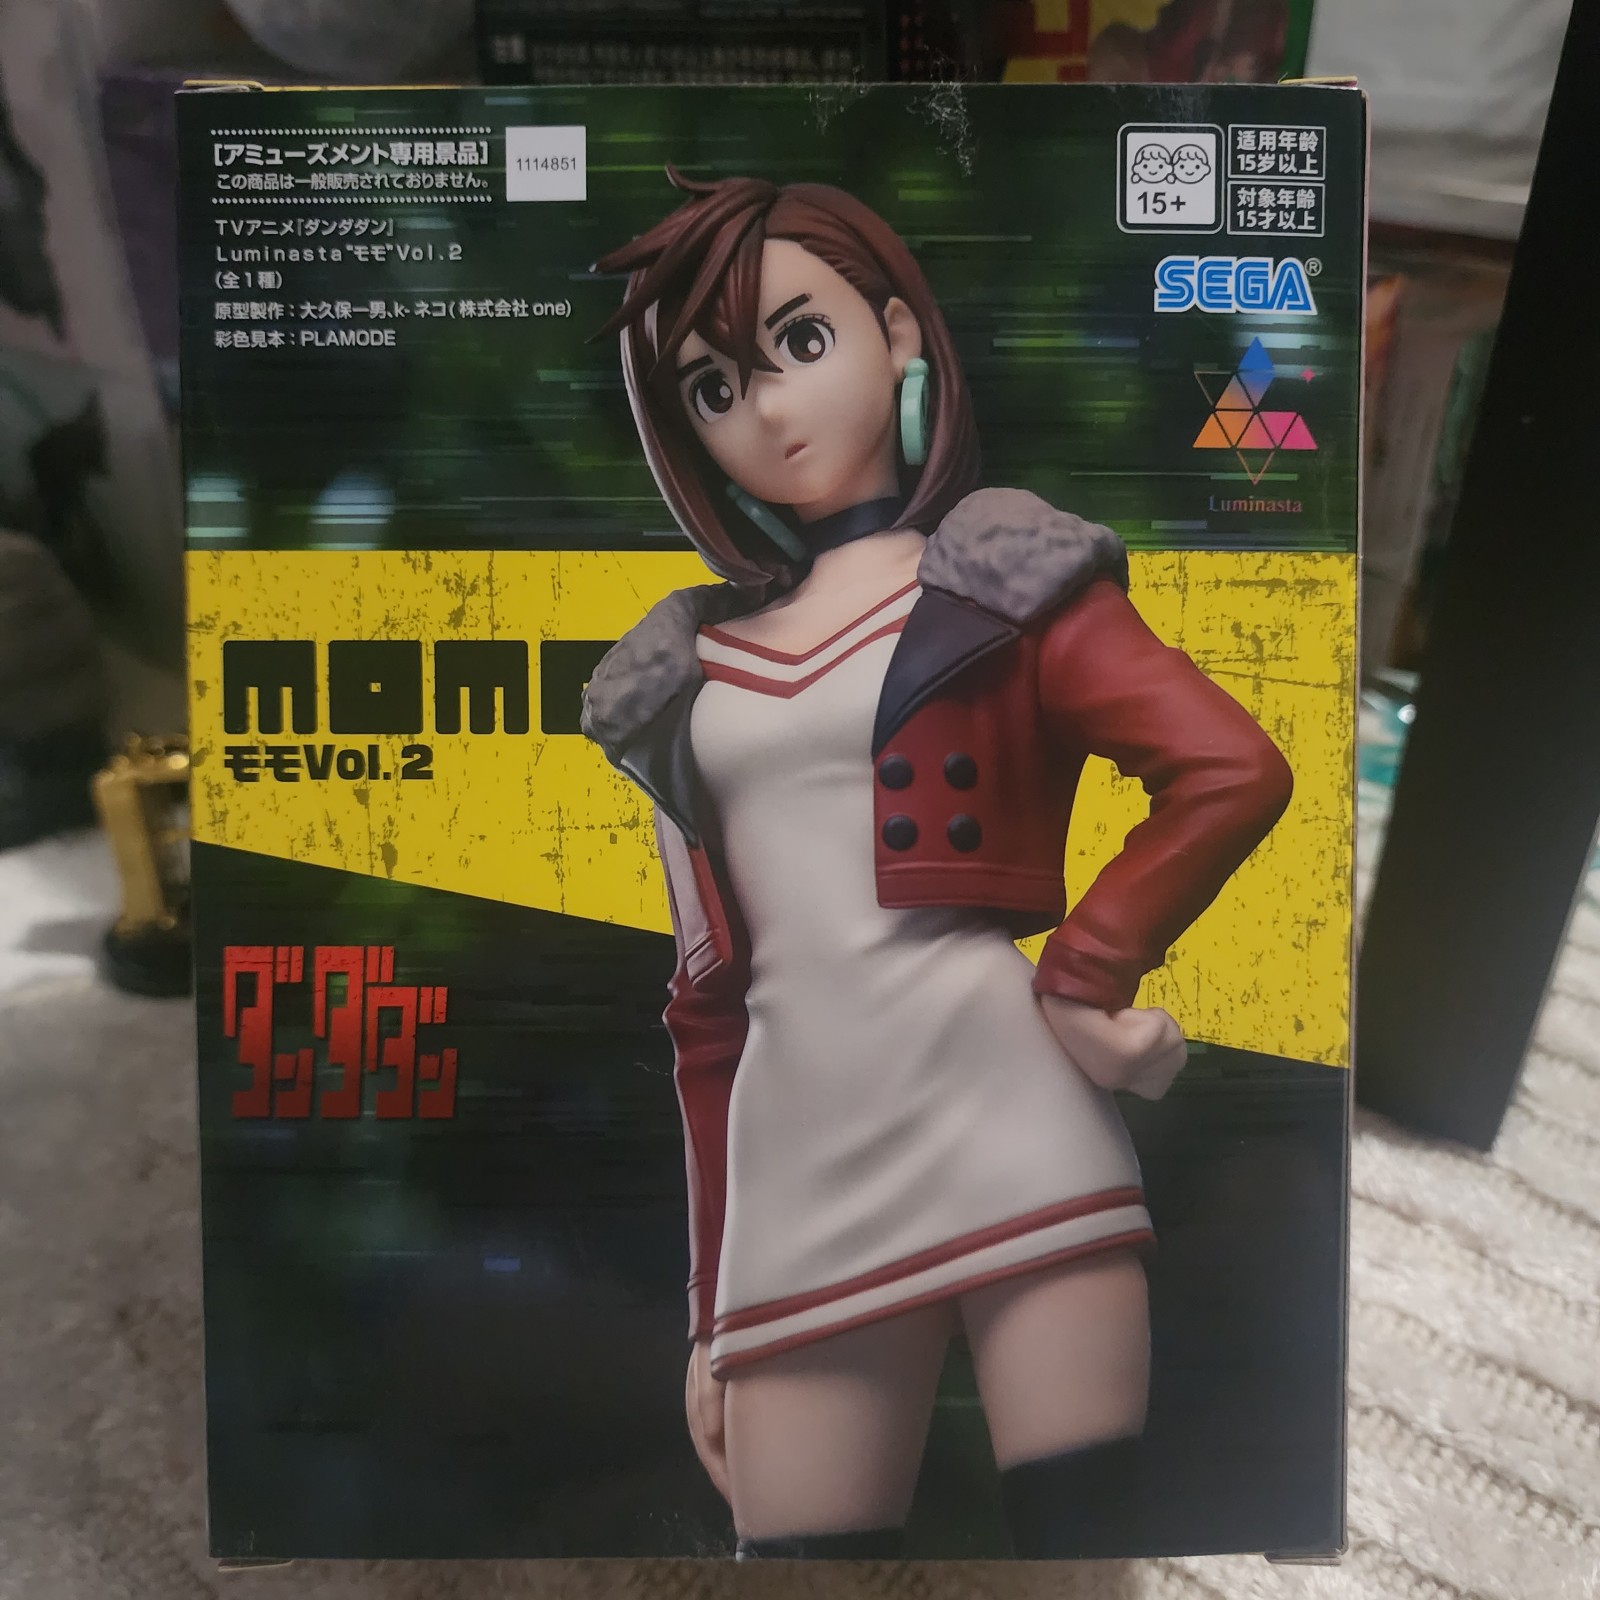 [アミューズメント専用景品]
この商品は一般販売されておりません。
1114851
TVアニメ『ダンダダン』
Luminasta "モモ" Vol.2
(全1種)
原型製作：大久保一男、k-ネコ(株式会社one)
彩色見本：PLAMODE
15+
适用年龄
15岁以上
対象年齢
15才以上
SEGA®
Luminasta
モモVol.2
ダンダダン